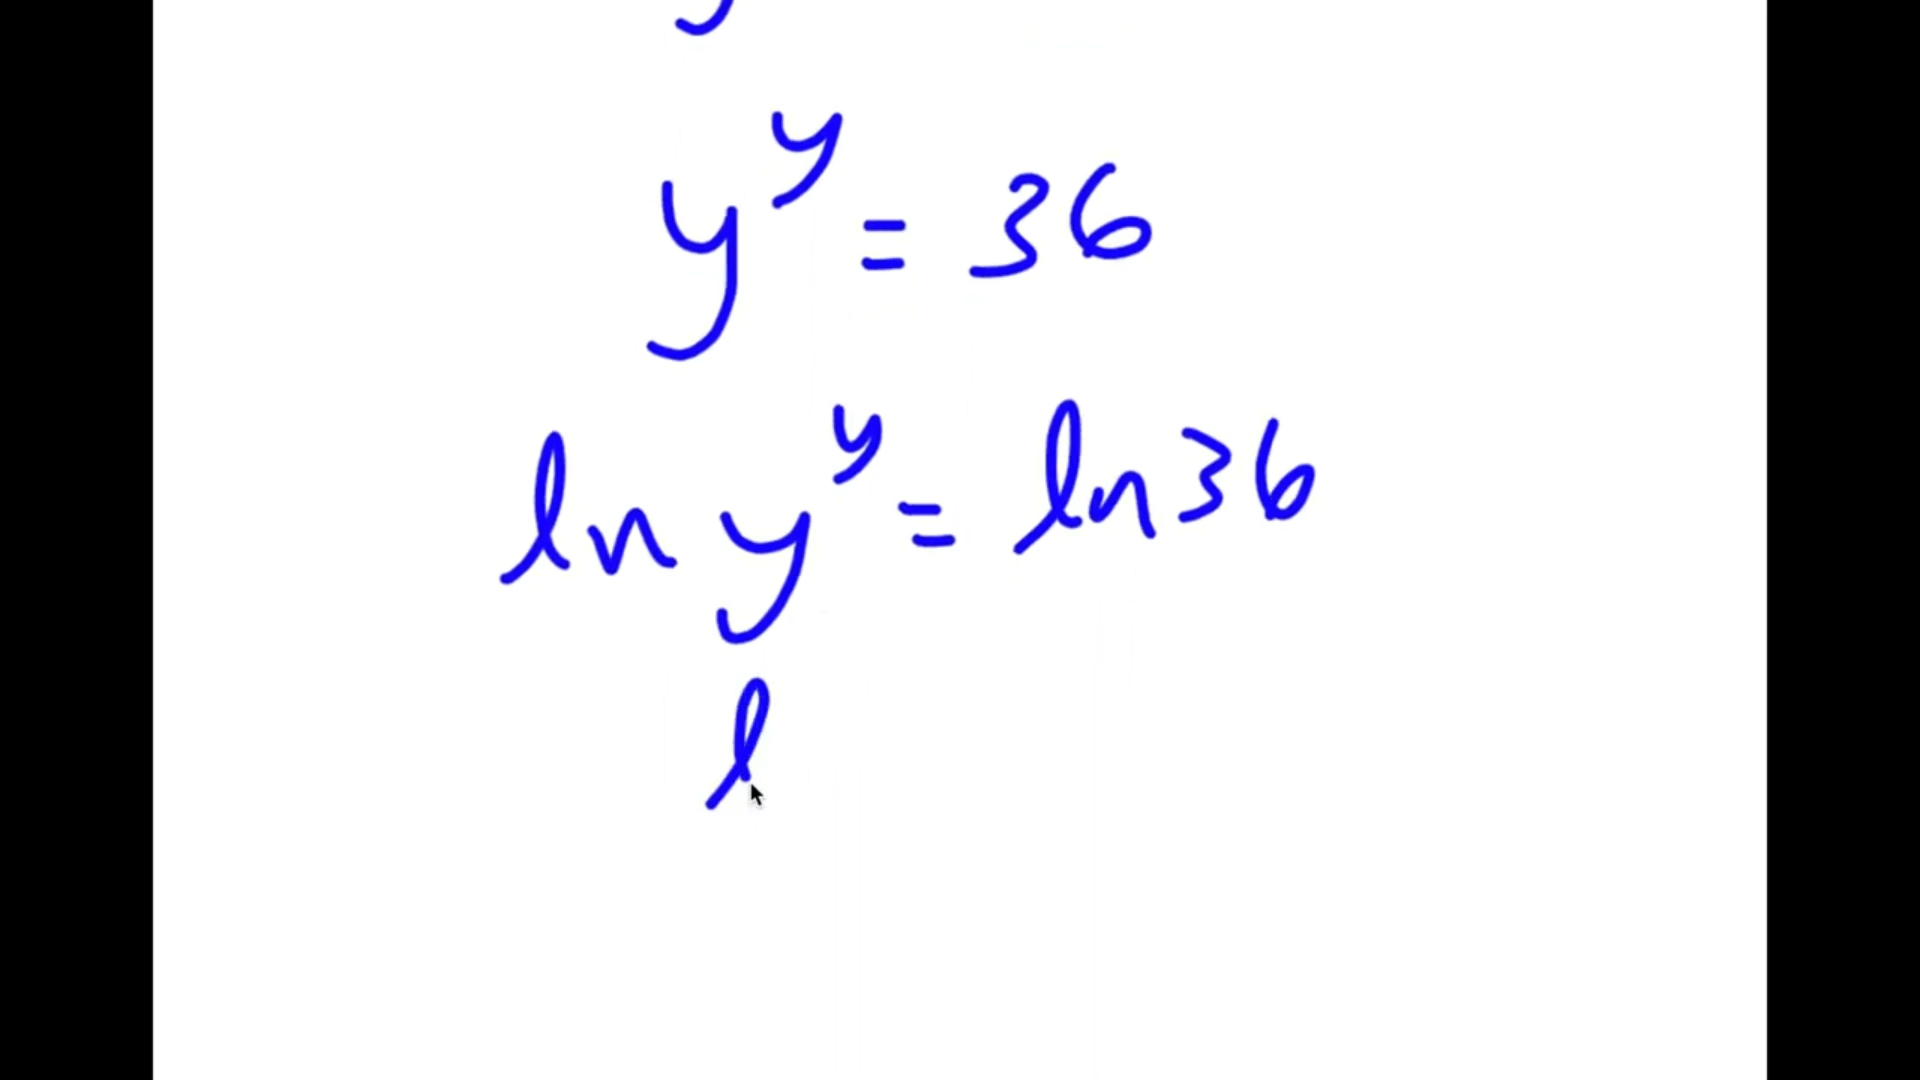 y^y = 36
ln y^y = ln 36
l